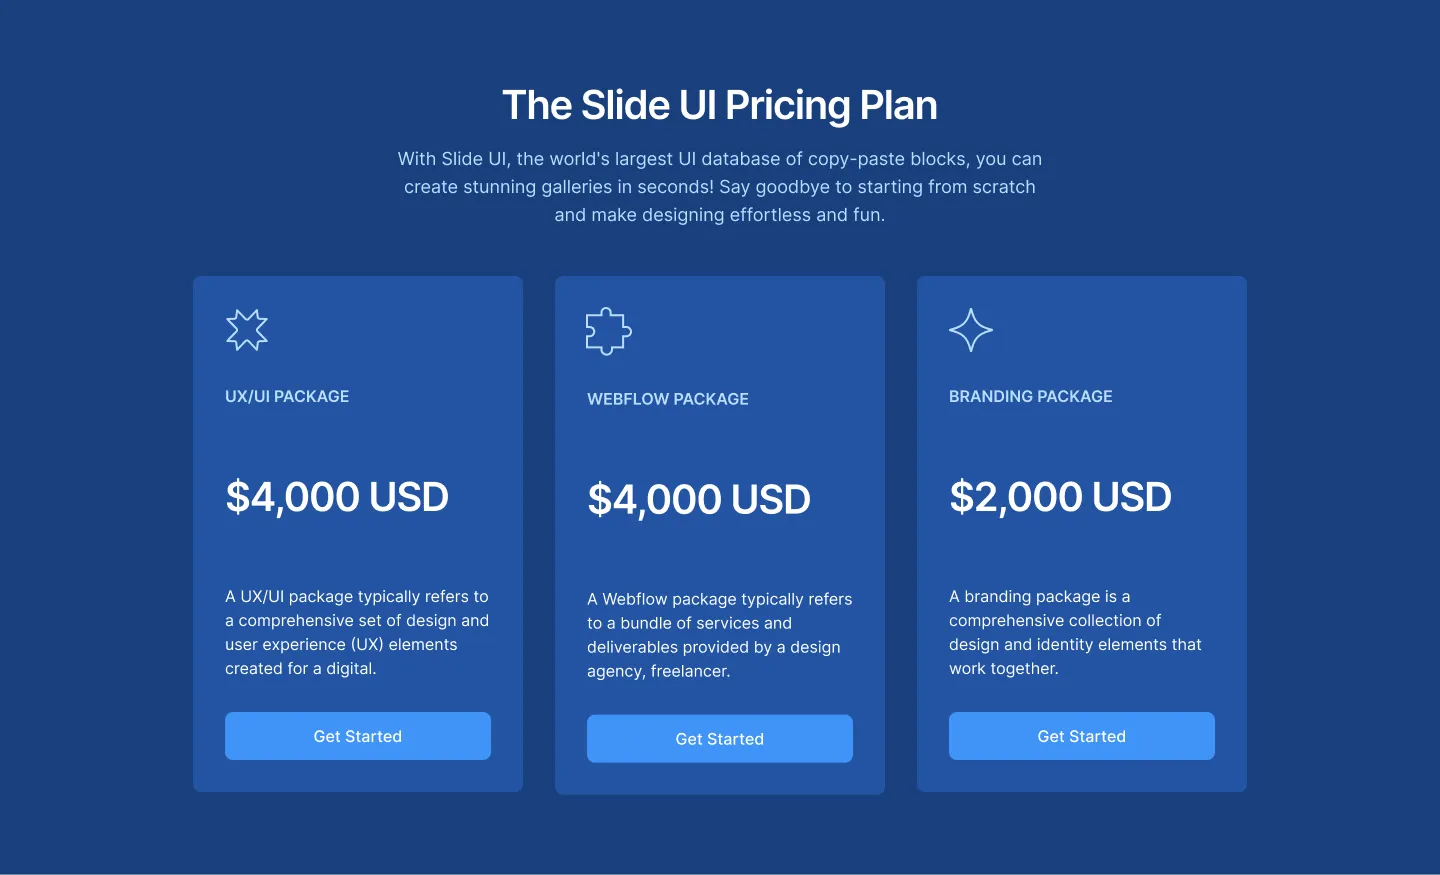 The Slide UI Pricing Plan
With Slide UI, the world's largest UI database of copy-paste blocks, you can
create stunning galleries in seconds! Say goodbye to starting from scratch
and make designing effortless and fun.
UX/UI PACKAGE
$4,000 USD
A UX/UI package typically refers to
a comprehensive set of design and
user experience (UX) elements
created for a digital.
Get Started
WEBFLOW PACKAGE
$4,000 USD
A Webflow package typically refers
to a bundle of services and
deliverables provided by a design
agency, freelancer.
Get Started
BRANDING PACKAGE
$2,000 USD
A branding package is a
comprehensive collection of
design and identity elements that
work together.
Get Started